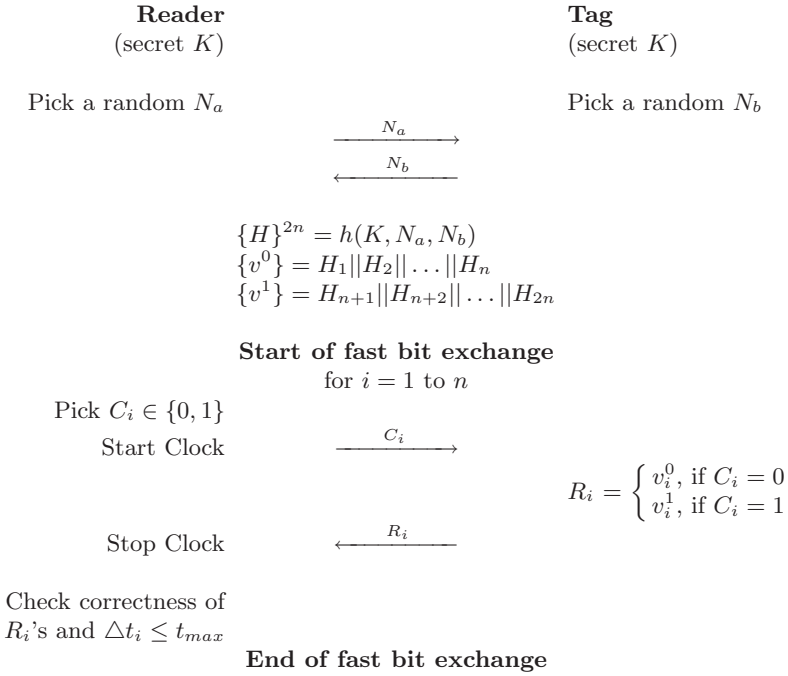 Reader Tag
(secret K) (secret K)
Pick a random N_a Pick a random N_b
N_a
N_b
{H}^{2n} = h(K, N_a, N_b)
{v^0} = H_1||H_2|| . . . ||H_n
{v^1} = H_{n+1}||H_{n+2}|| . . . ||H_{2n}
Start of fast bit exchange
for i = 1 to n
Pick C_i ∈ {0, 1}
Start Clock C_i
R_i = { v_i^0, if C_i = 0
v_i^1, if C_i = 1
Stop Clock R_i
Check correctness of
R_i's and △t_i ≤ t_{max}
End of fast bit exchange